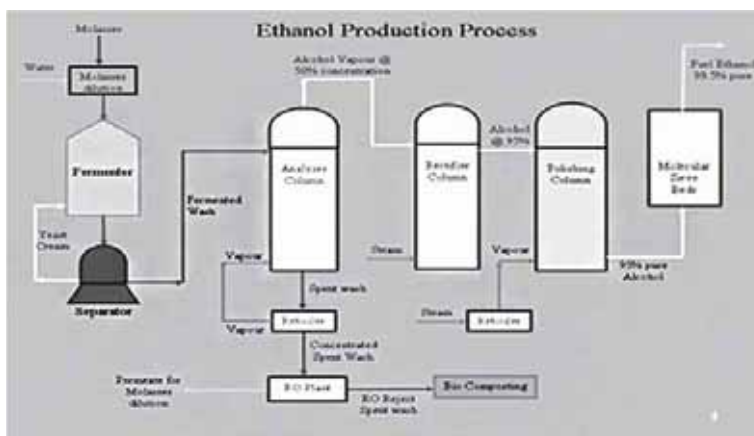 Ethanol Production Process
Molasses
Water
Molasses
dilution
Fermenter
Yeast
Cream
Separator
Fermented
Wash
Alcohol Vapour @
50% concentration
Analyzer
Column
Vapour
Spent wash
Reboiler
Vapour
Concentrated
Spent Wash
Permeate for
Molasses
dilution
RO Plant
RO Reject
Spent wash
Bio Composting
Rectifier
Column
Steam
Alcohol
@ 95%
Polishing
Column
Vapour
Steam
Reboiler
95% pure
Alcohol
Molecular
Sieve
Beds
Fuel Ethanol
99.5% pure